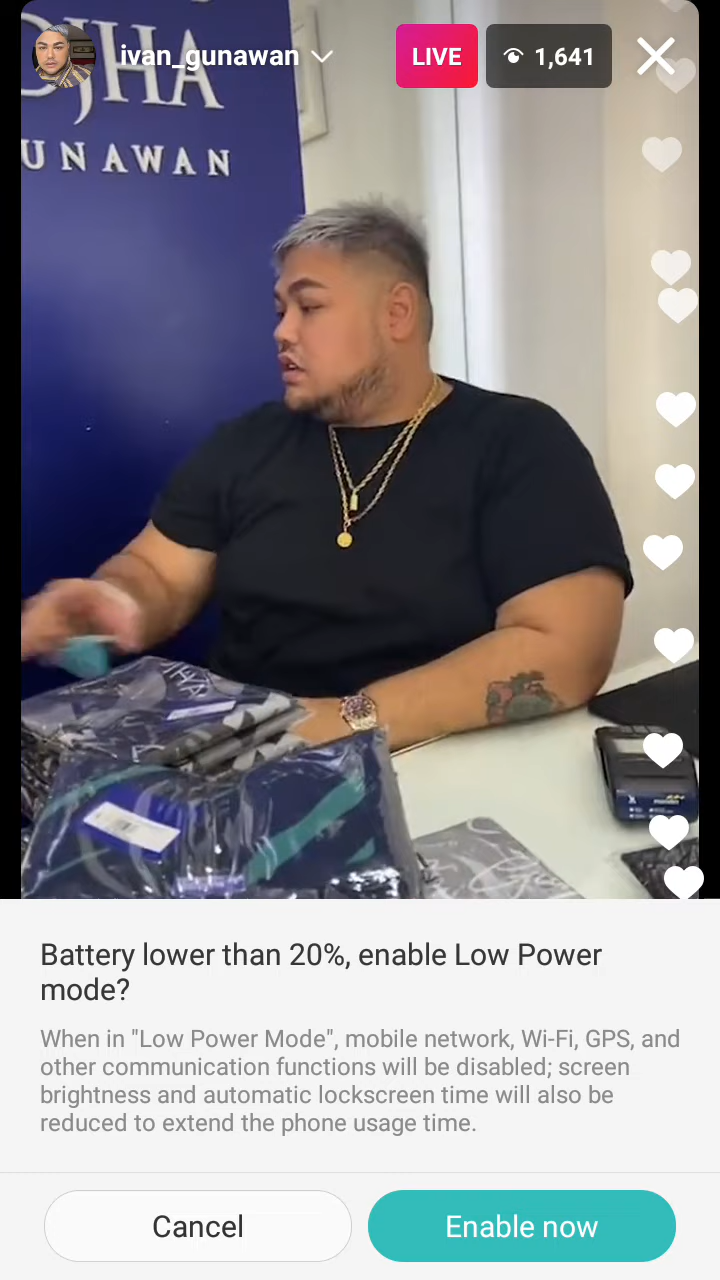 ivan_gunawan
LIVE
1,641
JHA
UNAWAN
Battery lower than 20%, enable Low Power
mode?
When in "Low Power Mode", mobile network, Wi-Fi, GPS, and
other communication functions will be disabled; screen
brightness and automatic lockscreen time will also be
reduced to extend the phone usage time.
Cancel
Enable now